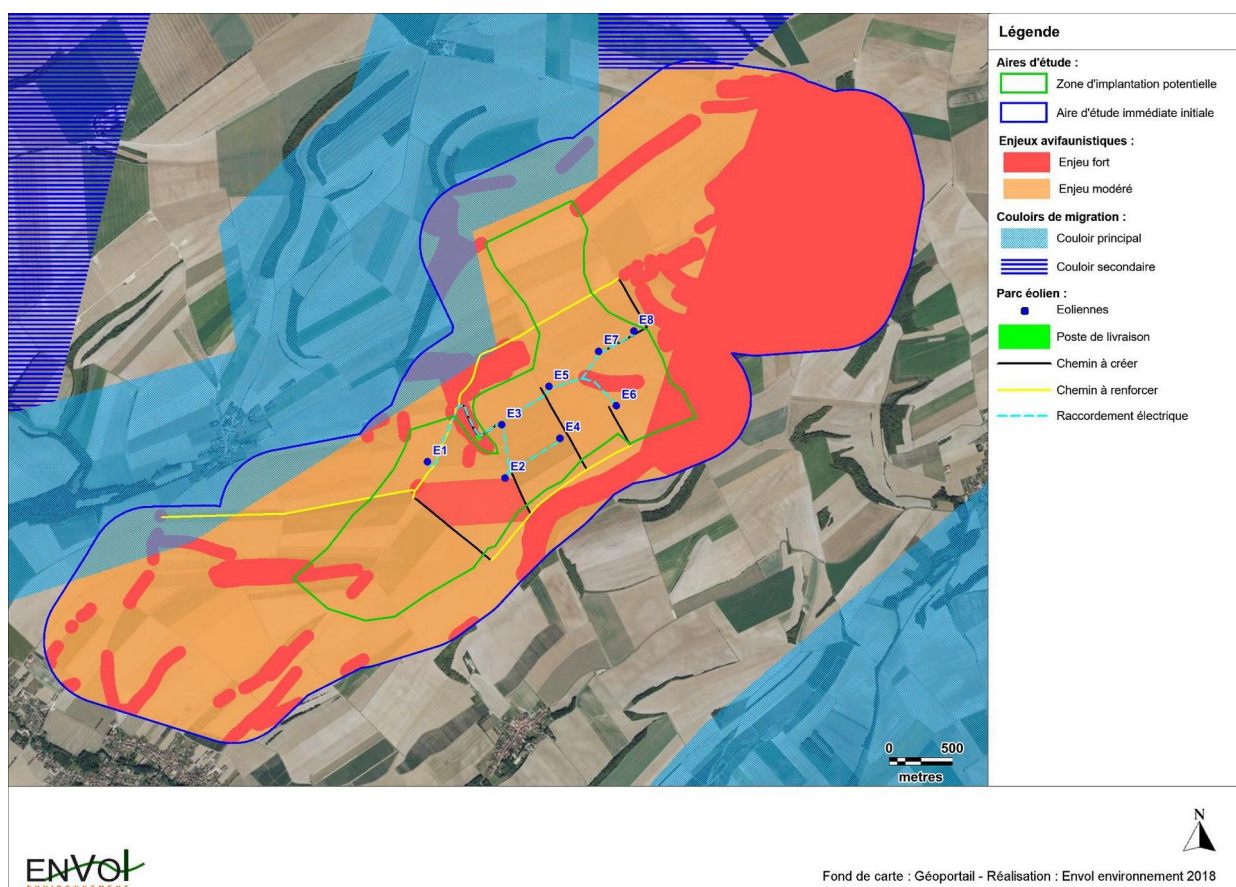 Légende
Aires d'étude :
Zone d'implantation potentielle
Aire d'étude immédiate initiale
Enjeux avifaunistiques :
Enjeu fort
Enjeu modéré
Couloirs de migration :
Couloir principal
Couloir secondaire
Parc éolien :
Eoliennes
Poste de livraison
Chemin à créer
Chemin à renforcer
Raccordement électrique
E8
E7
E5
E6
E3
E4
E1
E2
0 500
metres
N
ENVOl
ENVIRONNEMENT
Fond de carte : Géoportail - Réalisation : Envol environnement 2018